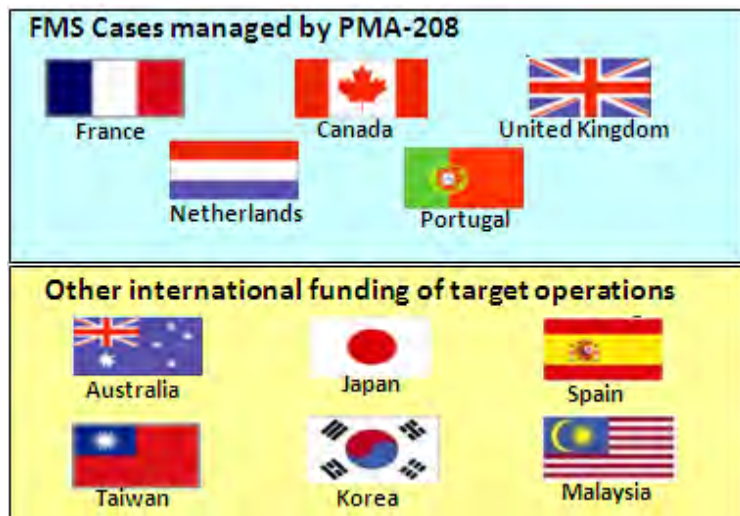 FMS Cases managed by PMA-208
France
Canada
United Kingdom
Netherlands
Portugal
Other international funding of target operations
Australia
Japan
Spain
Taiwan
Korea
Malaysia